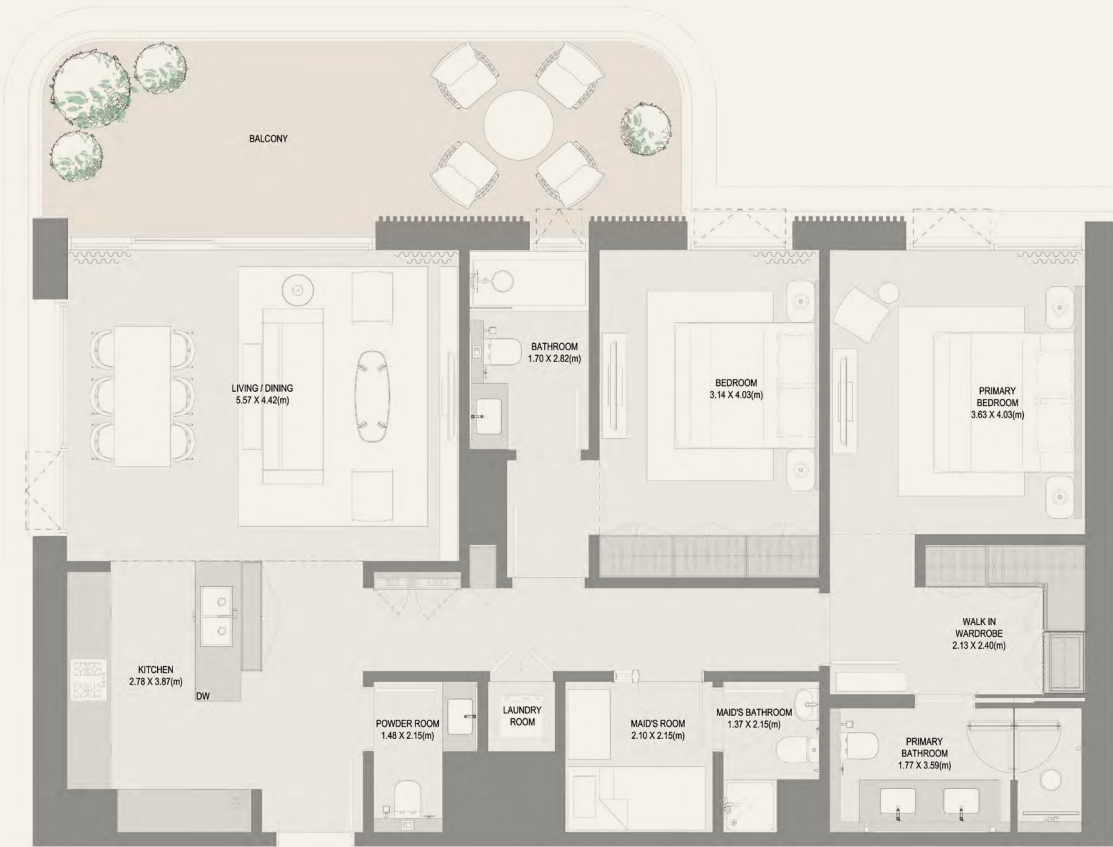 BALCONY
BATHROOM
1.70 X 2.82(m)
LIVING / DINING
5.57 X 4.42(m)
BEDROOM
3.14 X 4.03(m)
PRIMARY
BEDROOM
3.63 X 4.03(m)
WALK IN
WARDROBE
2.13 X 2.40(m)
KITCHEN
2.78 X 3.87(m)
DW
POWDER ROOM
1.48 X 2.15(m)
LAUNDRY
ROOM
MAID'S ROOM
2.10 X 2.15(m)
MAID'S BATHROOM
1.37 X 2.15(m)
PRIMARY
BATHROOM
1.77 X 3.59(m)